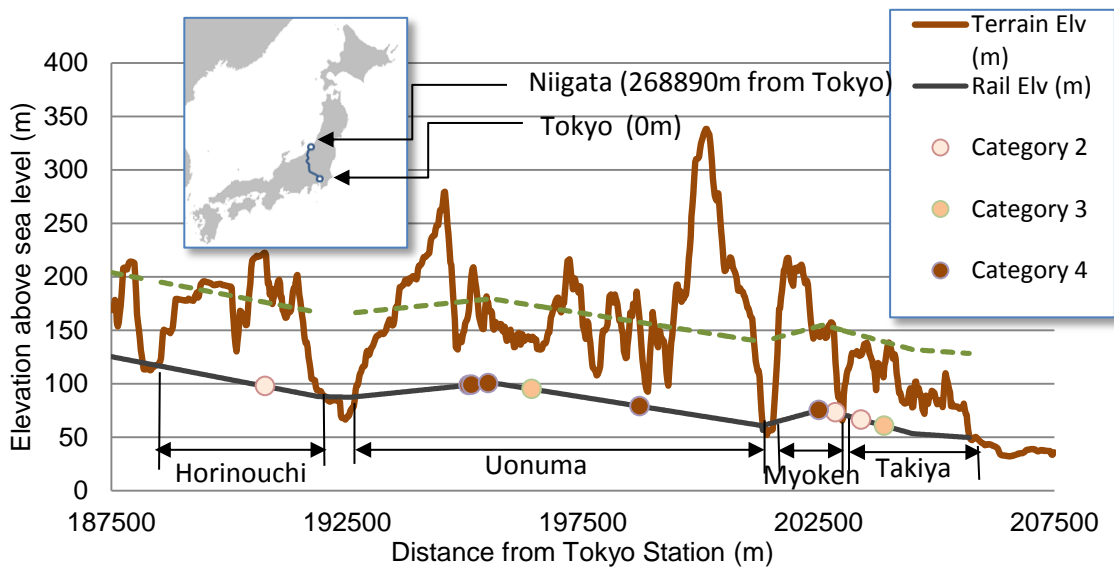 Elevation above sea level (m)
400
350
300
250
200
150
100
50
0
Niigata (268890m from Tokyo)
Tokyo  (0m)
Terrain Elv
(m)
Rail Elv (m)
Category 2
Category 3
Category 4
Horinouchi
Uonuma
Myoken
Takiya
187500
192500
197500
202500
207500
Distance from Tokyo Station (m)